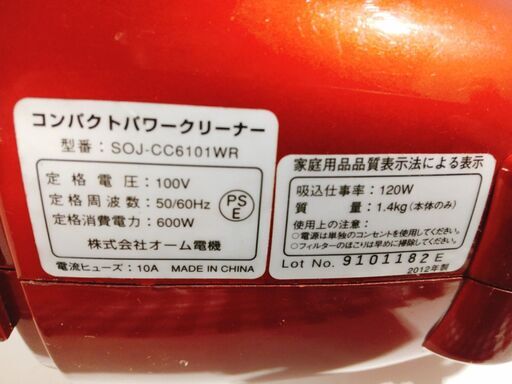 コンパクトパワークリーナー
型番：SOJ-CC6101WR
定格電圧：100V
定格周波数：50/60Hz
定格消費電力：600W
PS
E
株式会社オーム電機
電流ヒューズ：10A MADE IN CHINA
家庭用品品質表示法による表示
吸込仕事率：120W
質量：1.4kg(本体のみ)
使用上の注意：
●電源は単独のコンセントを使用してください。
●フィルターのほこりは早めに掃除してください。
Lot No. 9101182 E
2012年製